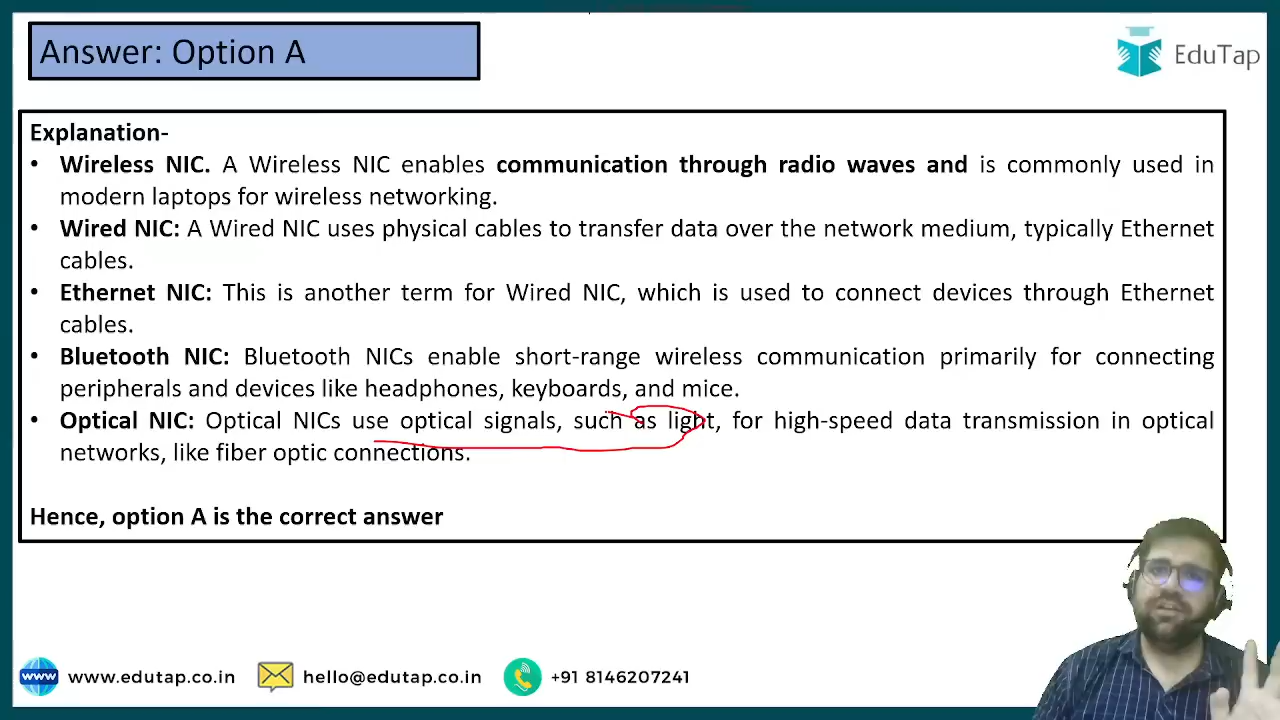 Answer: Option A
EduTap
Explanation-
• Wireless NIC. A Wireless NIC enables communication through radio waves and is commonly used in
modern laptops for wireless networking.
• Wired NIC: A Wired NIC uses physical cables to transfer data over the network medium, typically Ethernet
cables.
• Ethernet NIC: This is another term for Wired NIC, which is used to connect devices through Ethernet
cables.
• Bluetooth NIC: Bluetooth NICs enable short-range wireless communication primarily for connecting
peripherals and devices like headphones, keyboards, and mice.
• Optical NIC: Optical NICs use optical signals, such as light, for high-speed data transmission in optical
networks, like fiber optic connections.
Hence, option A is the correct answer
www www.edutap.co.in hello@edutap.co.in +91 8146207241